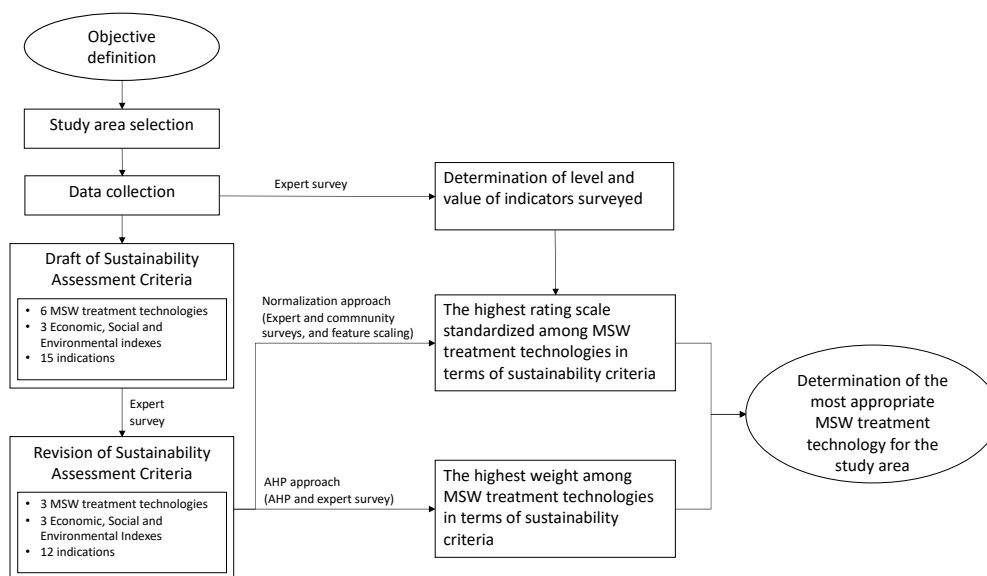 Objective
definition
Study area selection
Data collection
Expert survey
Determination of level and
value of indicators surveyed
Draft of Sustainability
Assessment Criteria
• 6 MSW treatment technologies
• 3 Economic, Social and
Environmental indexes
• 15 indications
Normalization approach
(Expert and commnunity
surveys, and feature scaling)
The highest rating scale
standardized among MSW
treatment technologies in
terms of sustainability criteria
Expert
survey
Revision of Sustainability
Assessment Criteria
• 3 MSW treatment technologies
• 3 Economic, Social and
Environmental Indexes
• 12 indications
AHP approach
(AHP and expert survey)
The highest weight among
MSW treatment technologies
in terms of sustainability
criteria
Determination of the
most appropriate
MSW treatment
technology for the
study area